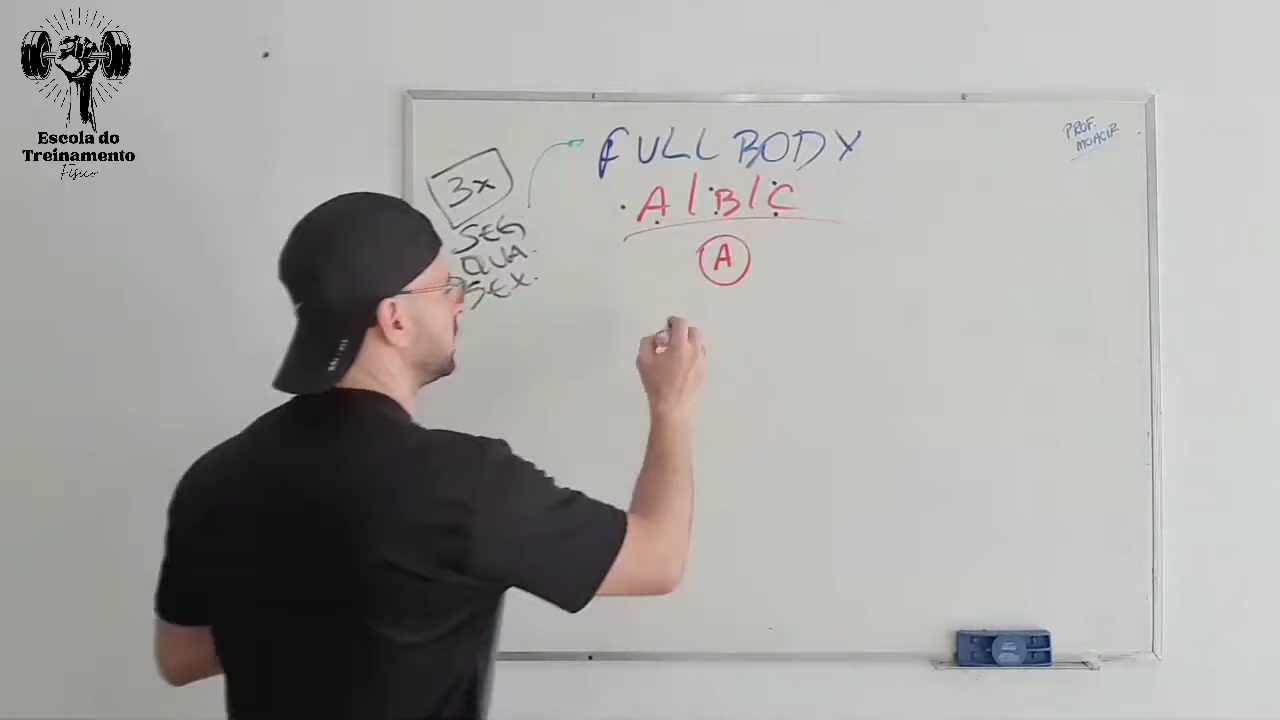 Escola do
Treinamento
Físico
FULL BODY
A | B | C
A
3x
SEG
QUA.
SEX.
PROF.
MOACIR